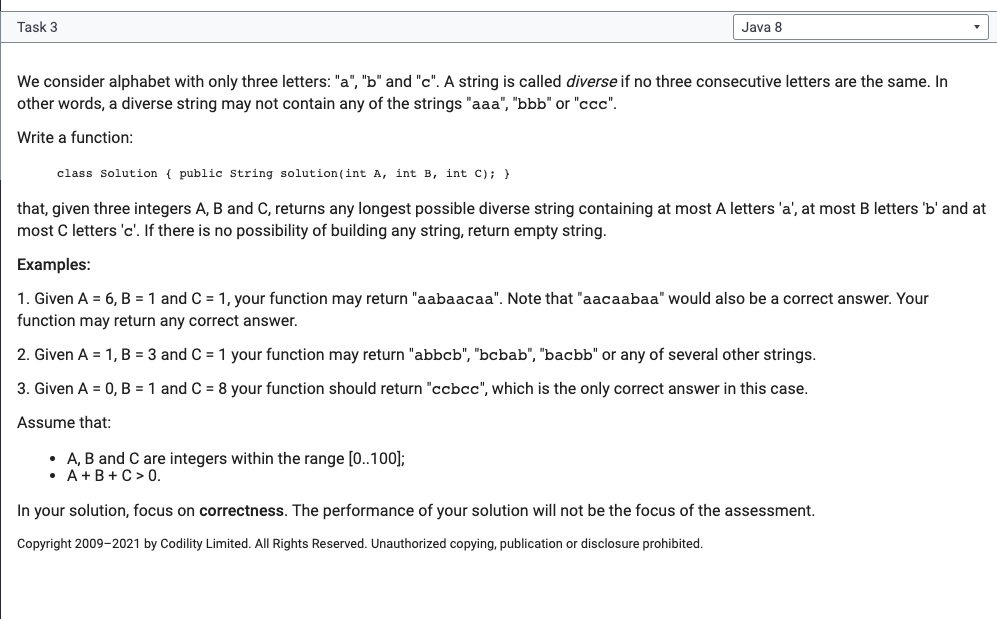 Task 3
Java 8
We consider alphabet with only three letters: "a", "b" and "c". A string is called diverse if no three consecutive letters are the same. In
other words, a diverse string may not contain any of the strings "aaa", "bbb" or "ccc".
Write a function:
class Solution { public String solution(int A, int B, int C); }
that, given three integers A, B and C, returns any longest possible diverse string containing at most A letters 'a', at most B letters 'b' and at
most C letters 'c'. If there is no possibility of building any string, return empty string.
Examples:
1. Given A = 6, B = 1 and C = 1, your function may return "aabaacaa". Note that "aacaabaa" would also be a correct answer. Your
function may return any correct answer.
2. Given A = 1, B = 3 and C = 1 your function may return "abbcb", "bcbab", "bacbb" or any of several other strings.
3. Given A = 0, B = 1 and C = 8 your function should return "ccbcc", which is the only correct answer in this case.
Assume that:
• A, B and C are integers within the range [0..100];
• A + B + C > 0.
In your solution, focus on correctness. The performance of your solution will not be the focus of the assessment.
Copyright 2009–2021 by Codility Limited. All Rights Reserved. Unauthorized copying, publication or disclosure prohibited.